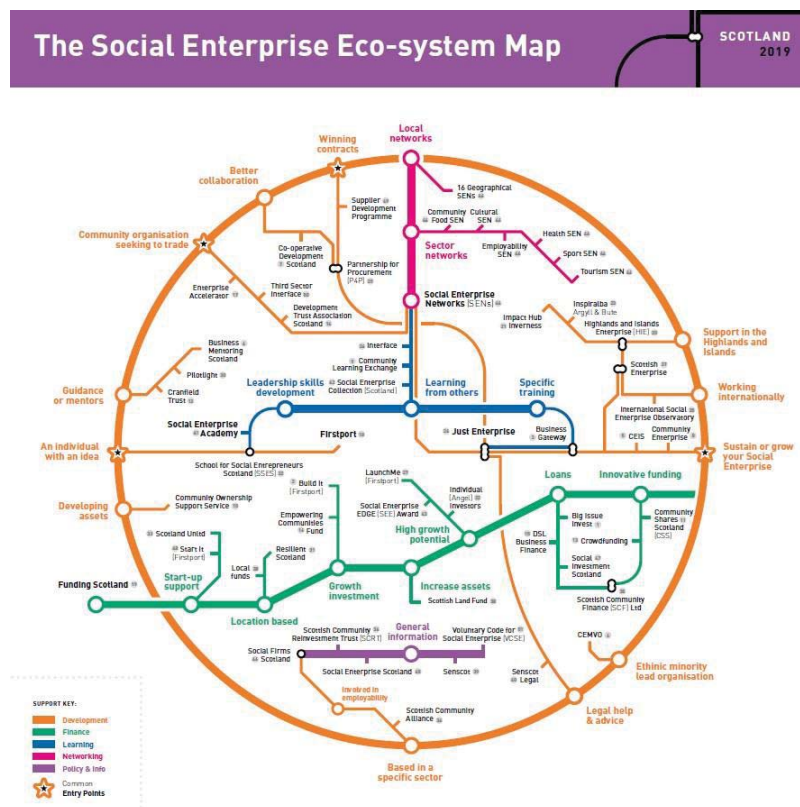 The Social Enterprise Eco-system Map
SCOTLAND
2019
Local
networks
Winning
contracts
Better
collaboration
Community organisation
seeking to trade
16 Geographical
SENs
Supplier
Development
Programme
Community
Food SEN
Cultural
SEN
Health SEN
Sector
networks
Employability
SEN
Sport SEN
Tourism SEN
Co-operative
Development
Scotland
Partnership for
Procurement
[P4P]
Enterprise
Accelerator
Third Sector
Interface
Development
Trust Association
Scotland
Social Enterprise
Networks [SENs]
Inspiralba
Argyll & Bute
Impact Hub
Inverness
Highlands and Islands
Enterprise [HIE]
Support in the
Highlands and
Islands
Business
Mentoring
Scotland
Interface
Community
Learning Exchange
Social Enterprise
Collection [Scotland]
Scottish
Enterprise
Pilotlight
Cranfield
Trust
Guidance
or mentors
Leadership skills
development
Learning
from others
Specific
training
Working
internationally
International Social
Enterprise Observatory
Social Enterprise
Academy
Firstport
Just Enterprise
Business
Gateway
CEIS
Community
Enterprise
An individual
with an idea
Sustain or grow
your Social
Enterprise
School for Social Entrepreneurs
Scotland [SSES]
LaunchMe
[Firstport]
Loans
Innovative funding
Build It
[Firstport]
Individual
[Angel]
Investors
Developing
assets
Community Ownership
Support Service
Empowering
Communities
Fund
Social Enterprise
EDGE [SEE] Award
High growth
potential
Big Issue
Invest
Community
Shares
Scotland
[CSS]
Scotland Unltd
Start It
[Firstport]
Resilient
Scotland
DSL
Business
Finance
Crowdfunding
Social
Investment
Scotland
Local
funds
Funding Scotland
Start-up
support
Growth
investment
Increase assets
Scottish Land Fund
Scottish Community
Finance [SCF] Ltd
Location based
Scottish Community
Reinvestment Trust [SCRT]
General
information
Voluntary Code for
Social Enterprise [VCSE]
CEMVO
Social Firms
Scotland
Social Enterprise Scotland
Senscot
Senscot
Legal
Ethinic minority
lead organisation
Involved in
employability
Scottish Community
Alliance
Legal help
& advice
Based in a
specific sector
SUPPORT KEY:
Development
Finance
Learning
Networking
Policy & Info
Common
Entry Points